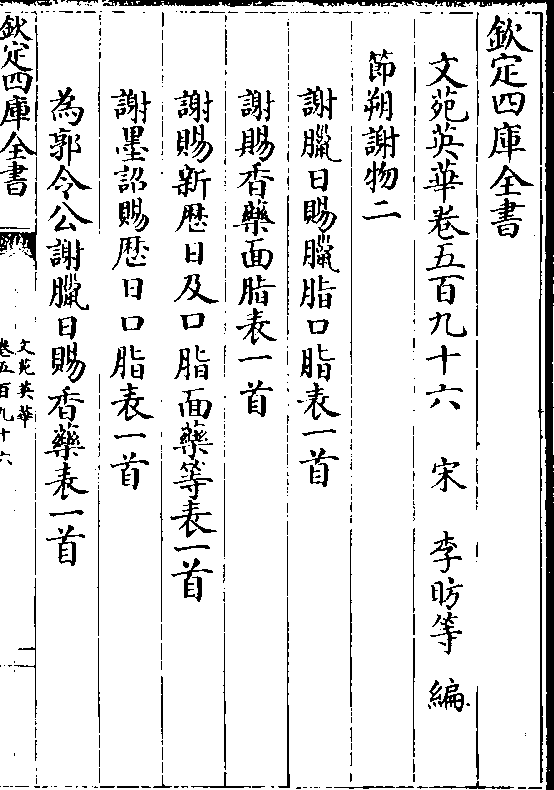 欽定四庫全書
文苑英華卷五百九十六 宋 李昉等 編
節朔謝物二
謝臘日賜臘脂口脂表一首
謝賜香藥面脂表一首
謝賜新歴日及口脂面藥等表一首
謝墨詔賜歴日口脂表一首
為郭令公謝臘日賜香藥表一首
欽定四庫全書
文苑英華
卷五百九十六
一